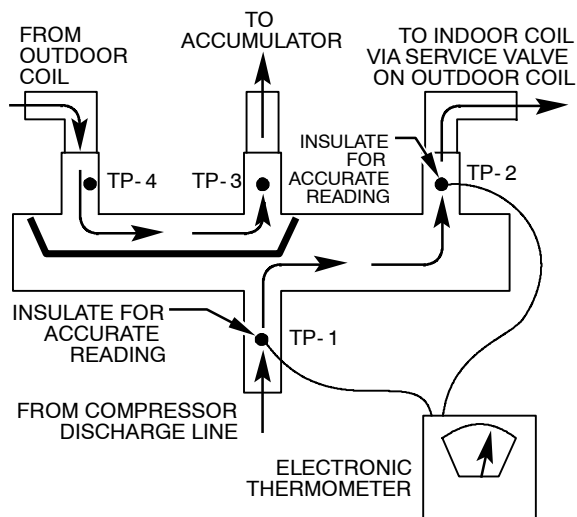 FROM
OUTDOOR
COIL
TO
ACCUMULATOR
TO INDOOR COIL
VIA SERVICE VALVE
ON OUTDOOR COIL
INSULATE
FOR
ACCURATE
READING
TP- 4
TP- 3
TP- 2
INSULATE FOR
ACCURATE
READING
TP- 1
FROM COMPRESSOR
DISCHARGE LINE
ELECTRONIC
THERMOMETER